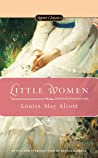 Signet Classics
LITTLE WOMEN
Louisa May Alcott